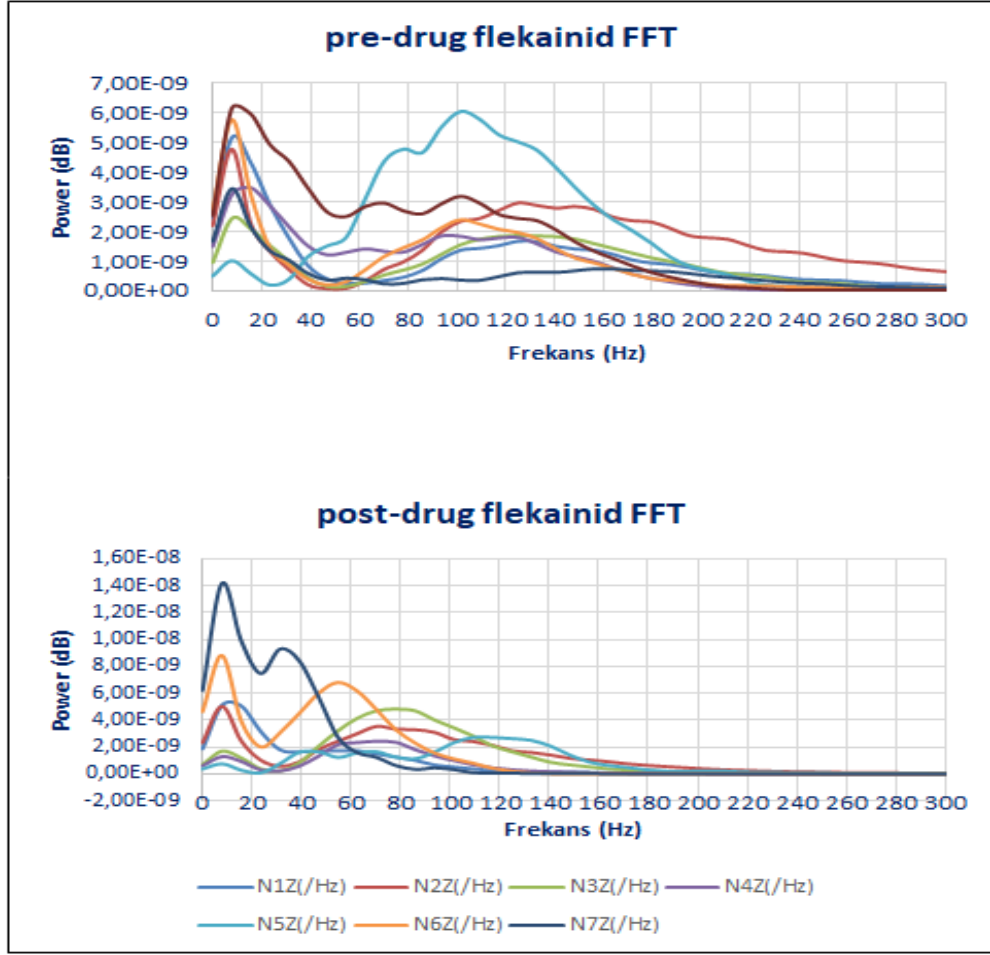 pre-drug flekainid FFT
7,00E-09
6,00E-09
5,00E-09
4,00E-09
3,00E-09
2,00E-09
1,00E-09
0,00E+00
Power (dB)
0 20 40 60 80 100 120 140 160 180 200 220 240 260 280 300
Frekans (Hz)
post-drug flekainid FFT
1,60E-08
1,40E-08
1,20E-08
1,00E-08
8,00E-09
6,00E-09
4,00E-09
2,00E-09
0,00E+00
-2,00E-09
Power (dB)
0 20 40 60 80 100 120 140 160 180 200 220 240 260 280 300
Frekans (Hz)
N1Z(/Hz) N2Z(/Hz) N3Z(/Hz) N4Z(/Hz)
N5Z(/Hz) N6Z(/Hz) N7Z(/Hz)